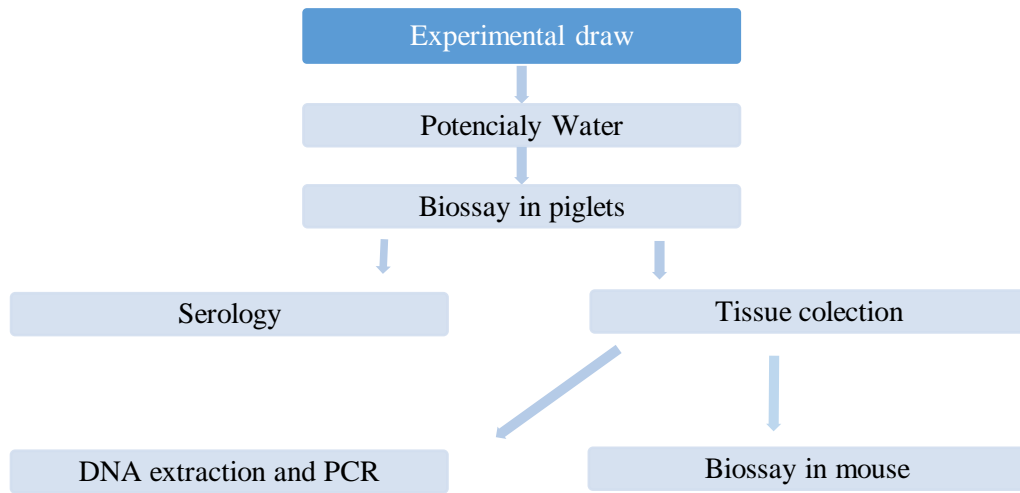 Experimental draw
Potencialy Water
Biossay in piglets
Serology
Tissue colection
DNA extraction and PCR
Biossay in mouse